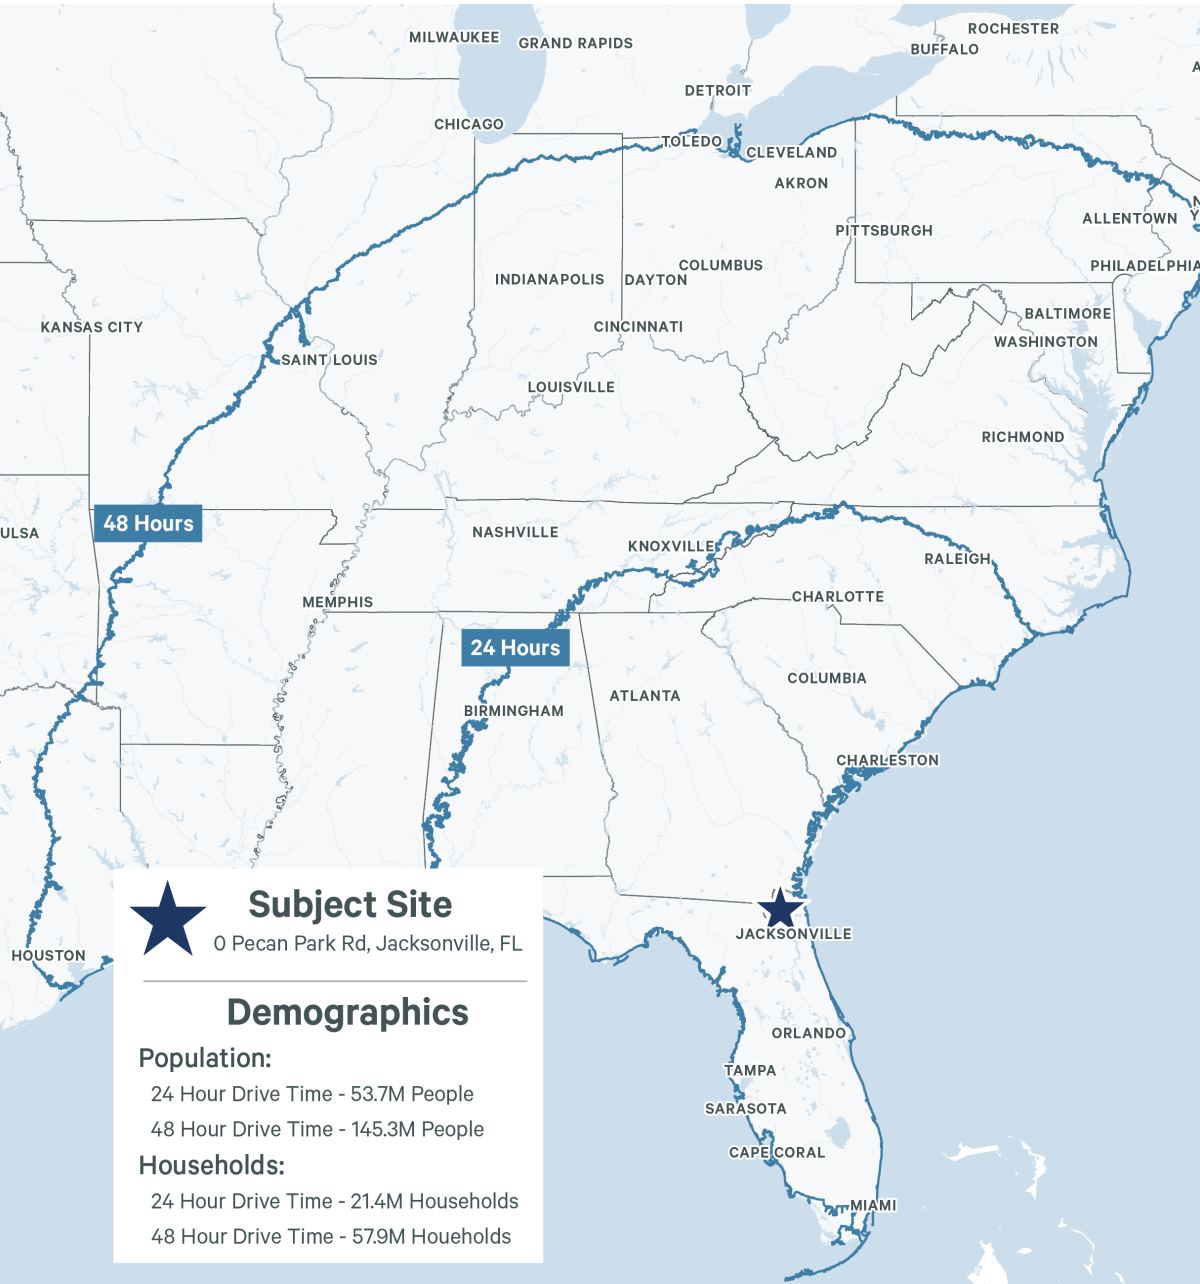 ROCHESTER
MILWAUKEE
GRAND RAPIDS
BUFFALO
A
DETROIT
CHICAGO
TOLEDO
CLEVELAND
AKRON
N
Y
ALLENTOWN
PITTSBURGH
COLUMBUS
PHILADELPHIA
INDIANAPOLIS
DAYTON
BALTIMORE
KANSAS CITY
CINCINNATI
WASHINGTON
SAINT LOUIS
LOUISVILLE
RICHMOND
48 Hours
ULSA
NASHVILLE
KNOXVILLE
RALEIGH
MEMPHIS
CHARLOTTE
24 Hours
COLUMBIA
ATLANTA
BIRMINGHAM
CHARLESTON
Subject Site
0 Pecan Park Rd, Jacksonville, FL
JACKSONVILLE
HOUSTON
Demographics
Population:
24 Hour Drive Time - 53.7M People
48 Hour Drive Time - 145.3M People
Households:
24 Hour Drive Time - 21.4M Households
48 Hour Drive Time - 57.9M Houeholds
ORLANDO
TAMPA
SARASOTA
CAPE CORAL
MIAMI